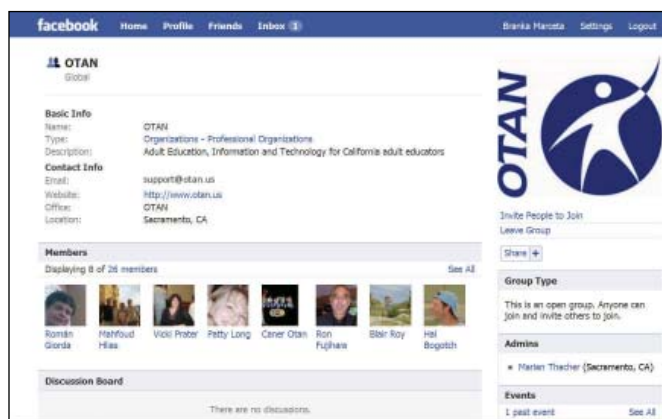 facebook Home Profile Friends Inbox 1 Branka Marceta Settings Logout
OTAN
Global
Basic Info
Name: OTAN
Type: Organizations - Professional Organizations
Description: Adult Education, Information and Technology for California adult educators
Contact Info
Email: support@otan.us
Website: http://www.otan.us
Office: OTAN
Location: Sacramento, CA
Members
Displaying 8 of 26 members See All
Román Giorda
Mahfoud Hlias
Vicki Prater
Patty Long
Caner Otan
Ron Fujihara
Blair Roy
Hal Bogotch
Discussion Board
There are no discussions.
OTAN
Invite People to Join
Leave Group
Share +
Group Type
This is an open group. Anyone can
join and invite others to join.
Admins
Marian Thacher (Sacramento, CA)
Events
1 past event See All